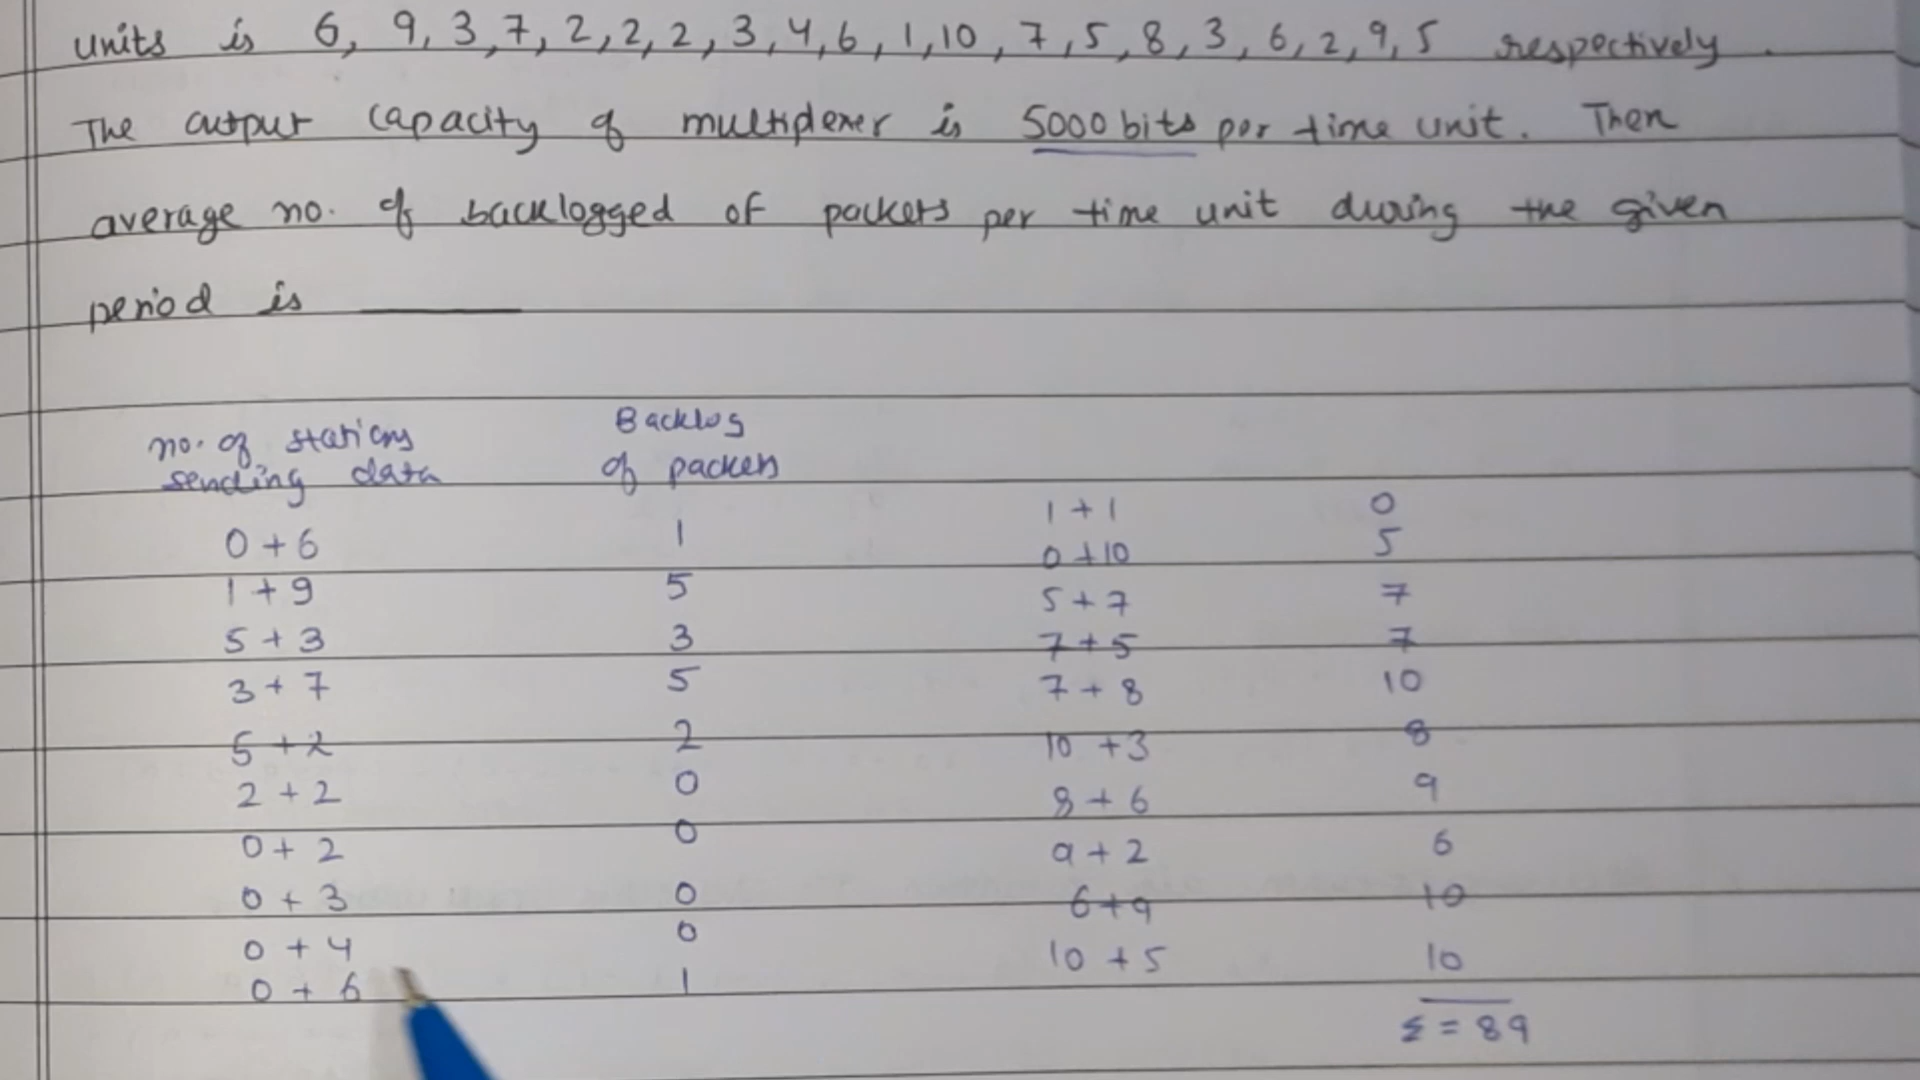 units is 6, 9, 3, 7, 2, 2, 2, 3, 4, 6, 1, 10, 7, 5, 8, 3, 6, 2, 9, 5 respectively.
The output capacity of multiplexer is 5000 bits per time unit. Then
average no. of backlogged of packets per time unit during the given
period is ______
no. of stations sending data
Backlog of packets
0 + 6 1
1 + 9 5
5 + 3 3
3 + 7 5
5 + 2 2
2 + 2 0
0 + 2 0
0 + 3 0
0 + 4 0
0 + 6 1
1 + 1 0
0 + 10 5
5 + 7 7
7 + 5 7
7 + 8 10
10 + 3 8
8 + 6 9
9 + 2 6
6 + 9 10
10 + 5 10
Σ = 89